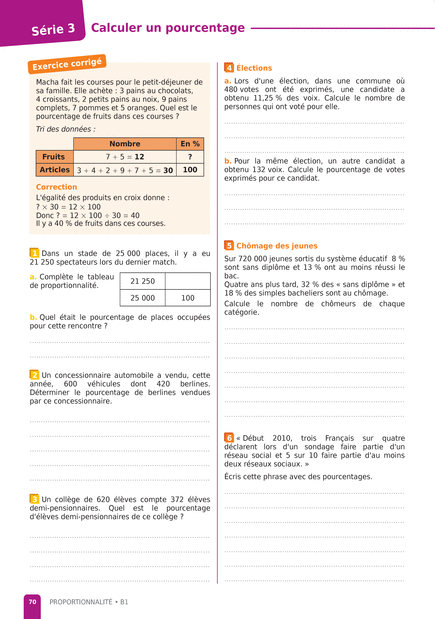 Série 3
Calculer un pourcentage
Exercice corrigé
Macha fait les courses pour le petit-déjeuner de
sa famille. Elle achète : 3 pains au chocolats,
4 croissants, 2 petits pains au noix, 9 pains
complets, 7 pommes et 5 oranges. Quel est le
pourcentage de fruits dans ces courses ?
Tri des données :
Nombre En %
Fruits 7 + 5 = 12 ?
Articles 3 + 4 + 2 + 9 + 7 + 5 = 30 100
Correction
L'égalité des produits en croix donne :
? × 30 = 12 × 100
Donc ? = 12 × 100 ÷ 30 = 40
Il y a 40 % de fruits dans ces courses.
1 Dans un stade de 25 000 places, il y a eu
21 250 spectateurs lors du dernier match.
a. Complète le tableau
de proportionnalité.
21 250
25 000 100
b. Quel était le pourcentage de places occupées
pour cette rencontre ?
2 Un concessionnaire automobile a vendu, cette
année, 600 véhicules dont 420 berlines.
Déterminer le pourcentage de berlines vendues
par ce concessionnaire.
3 Un collège de 620 élèves compte 372 élèves
demi-pensionnaires. Quel est le pourcentage
d'élèves demi-pensionnaires de ce collège ?
4 Élections
a. Lors d'une élection, dans une commune où
480 votes ont été exprimés, une candidate a
obtenu 11,25 % des voix. Calcule le nombre de
personnes qui ont voté pour elle.
b. Pour la même élection, un autre candidat a
obtenu 132 voix. Calcule le pourcentage de votes
exprimés pour ce candidat.
5 Chômage des jeunes
Sur 720 000 jeunes sortis du système éducatif 8 %
sont sans diplôme et 13 % ont au moins réussi le
bac.
Quatre ans plus tard, 32 % des « sans diplôme » et
18 % des simples bacheliers sont au chômage.
Calcule le nombre de chômeurs de chaque
catégorie.
6 « Début 2010, trois Français sur quatre
déclarent lors d'un sondage faire partie d'un
réseau social et 5 sur 10 faire partie d'au moins
deux réseaux sociaux. »
Écris cette phrase avec des pourcentages.
70 PROPORTIONNALITÉ • B1